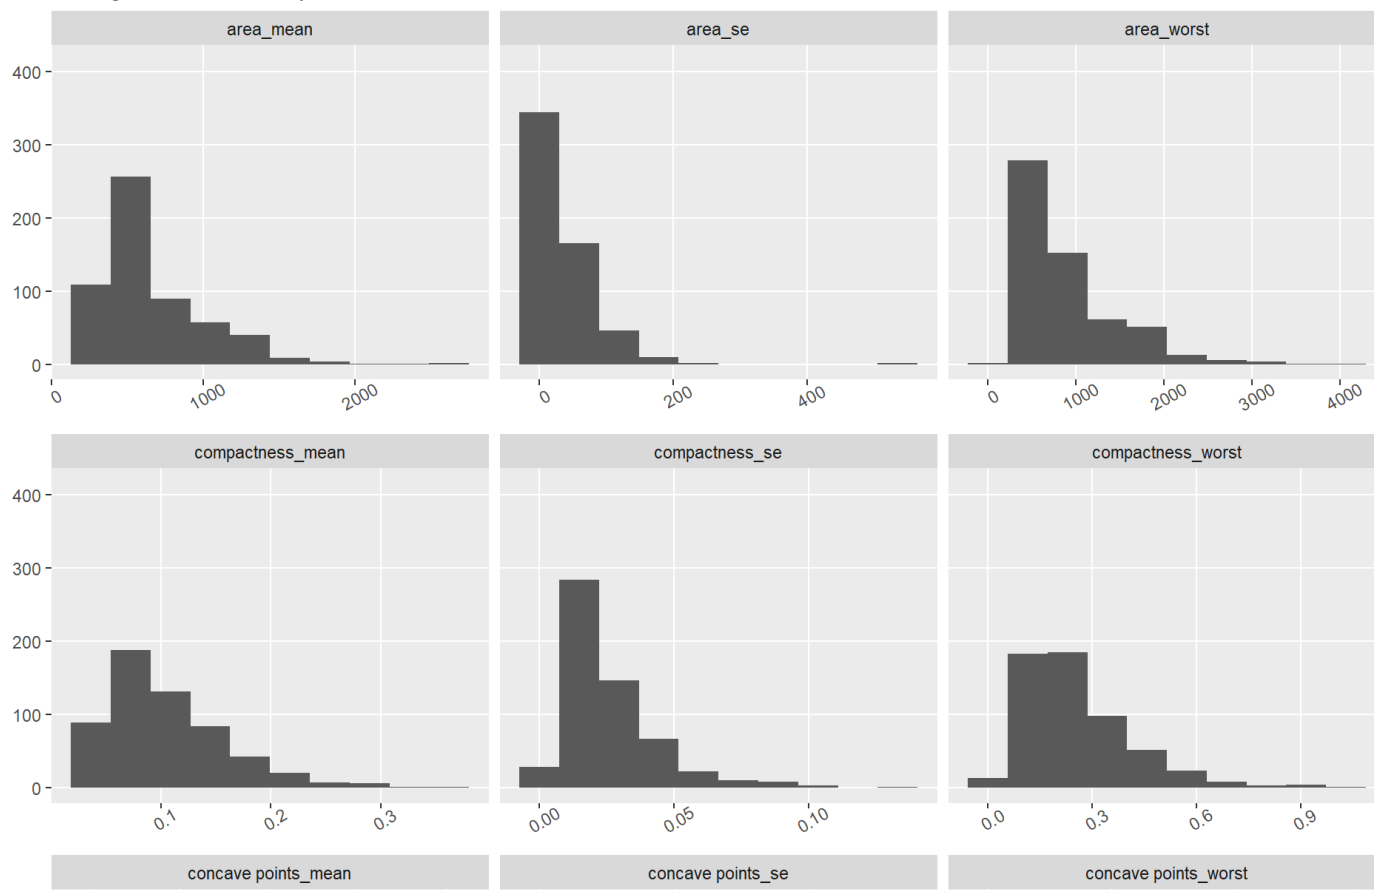 area_mean area_se area_worst
400
300
200
100
0
0 1000 2000 0 200 400 0 1000 2000 3000 4000
compactness_mean compactness_se compactness_worst
400
300
200
100
0
0.1 0.2 0.3 0.00 0.05 0.10 0.0 0.3 0.6 0.9
concave points_mean concave points_se concave points_worst